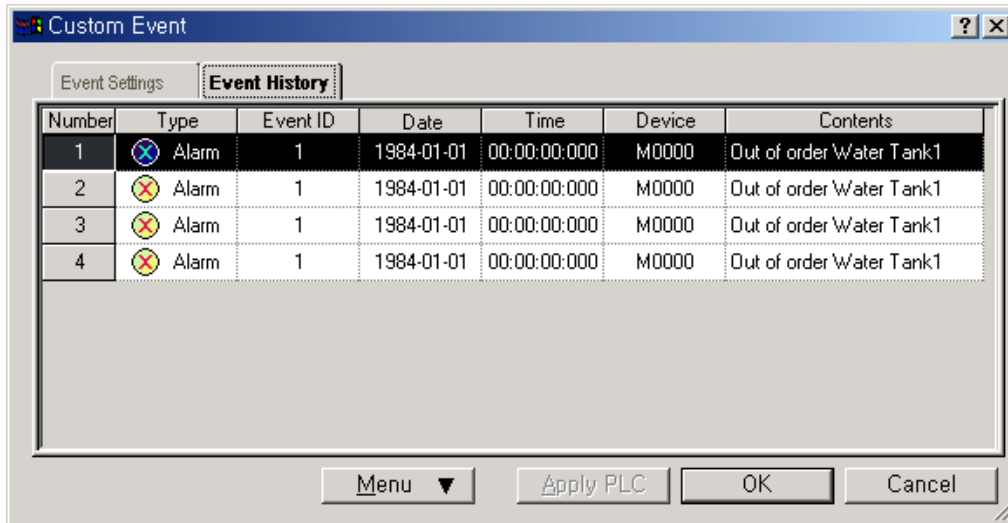 Custom Event
Event Settings Event History
Number Type Event ID Date Time Device Contents
1 Alarm 1 1984-01-01 00:00:00:000 M0000 Out of order Water Tank1
2 Alarm 1 1984-01-01 00:00:00:000 M0000 Out of order Water Tank1
3 Alarm 1 1984-01-01 00:00:00:000 M0000 Out of order Water Tank1
4 Alarm 1 1984-01-01 00:00:00:000 M0000 Out of order Water Tank1
Menu ▼ Apply PLC OK Cancel